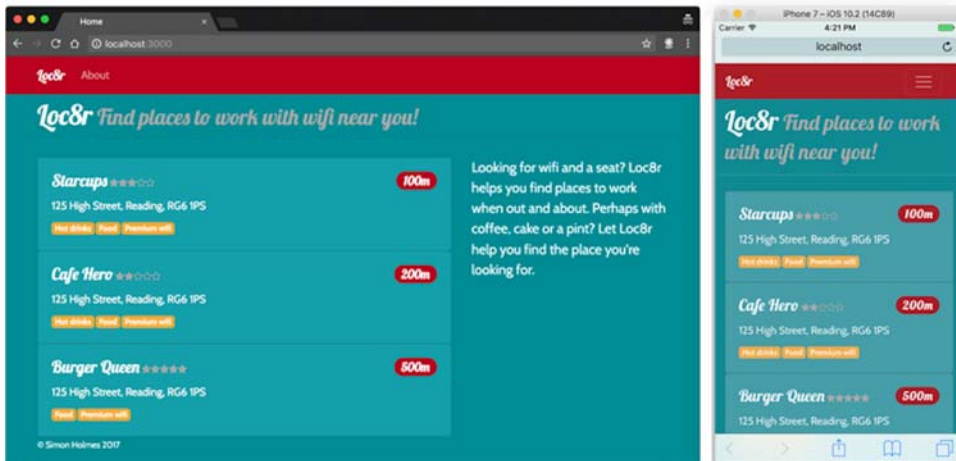 Home
localhost:3000
Loc8r About
Loc8r Find places to work with wifi near you!
Starcups
100m
125 High Street, Reading, RG6 1PS
Hot drinks Food Premium wifi
Cafe Hero
200m
125 High Street, Reading, RG6 1PS
Hot drinks Food Premium wifi
Burger Queen
500m
125 High Street, Reading, RG6 1PS
Food Premium wifi
© Simon Holmes 2017
Looking for wifi and a seat? Loc8r
helps you find places to work
when out and about. Perhaps with
coffee, cake or a pint? Let Loc8r
help you find the place you're
looking for.
iPhone 7 – iOS 10.2 (14C89)
Carrier 4:21 PM
localhost
Loc8r
Loc8r Find places to work
with wifi near you!
Starcups
100m
125 High Street, Reading, RG6 1PS
Hot drinks Food Premium wifi
Cafe Hero
200m
125 High Street, Reading, RG6 1PS
Hot drinks Food Premium wifi
Burger Queen
500m
125 High Street, Reading, RG6 1PS